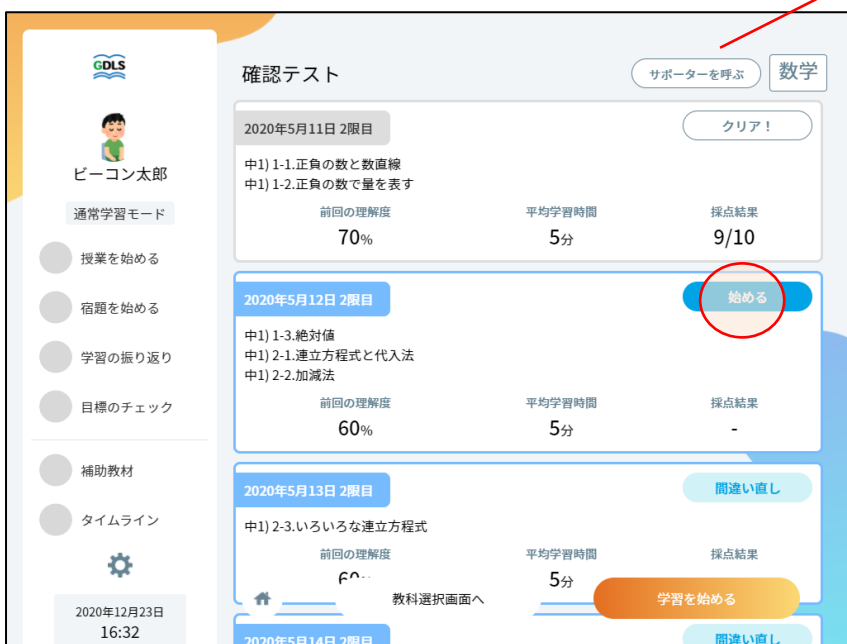 GDLS
ビーコン太郎
通常学習モード
授業を始める
宿題を始める
学習の振り返り
目標のチェック
補助教材
タイムライン
2020年12月23日
16:32
確認テスト
サポーターを呼ぶ
数学
2020年5月11日 2限目
クリア！
中1) 1-1.正負の数と数直線
中1) 1-2.正負の数で量を表す
前回の理解度 平均学習時間 採点結果
70% 5分 9/10
2020年5月12日 2限目
始める
中1) 1-3.絶対値
中1) 2-1.連立方程式と代入法
中1) 2-2.加減法
前回の理解度 平均学習時間 採点結果
60% 5分 -
2020年5月13日 2限目
間違い直し
中1) 2-3.いろいろな連立方程式
前回の理解度 平均学習時間 採点結果
5分
教科選択画面へ
学習を始める
2020年5月14日 2限目
間違い直し